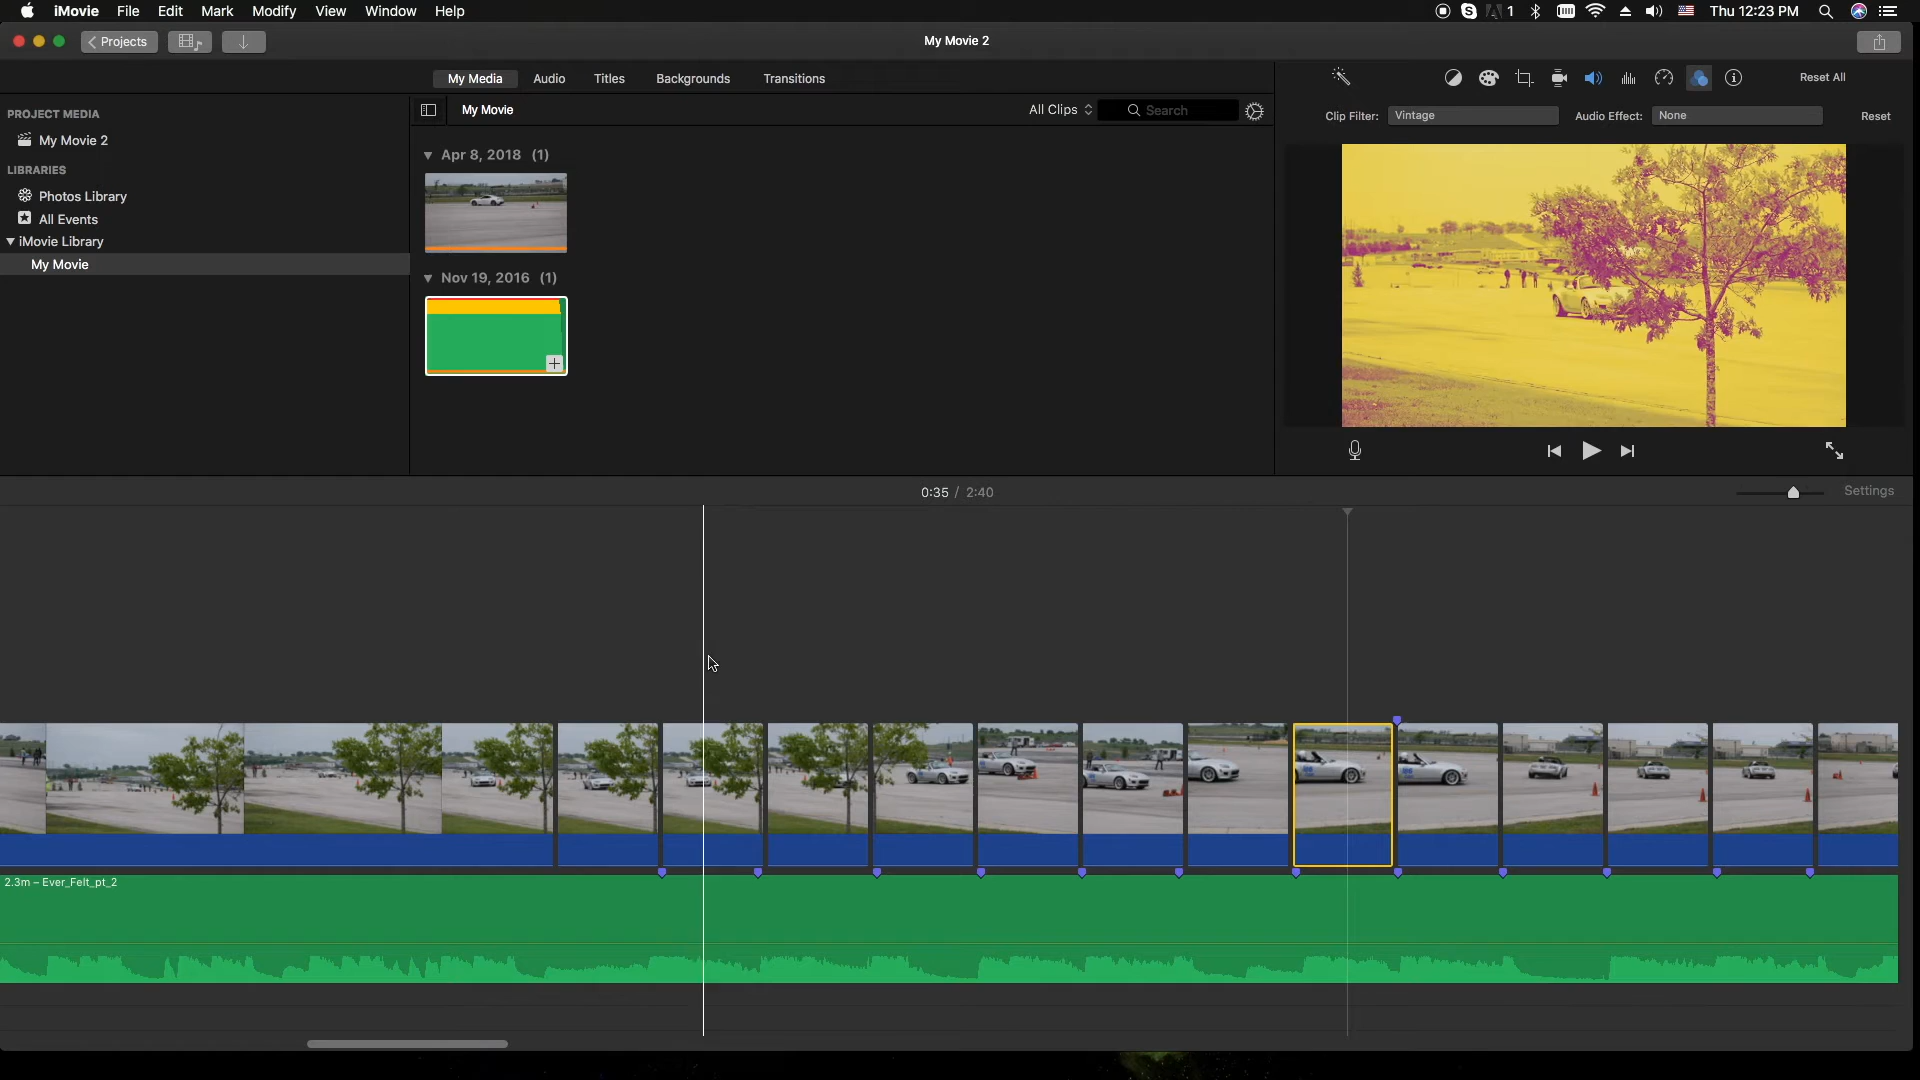 iMovie File Edit Mark Modify View Window Help
1 Thu 12:23 PM
Projects
My Movie 2
My Media Audio Titles Backgrounds Transitions
Reset All
PROJECT MEDIA
My Movie 2
LIBRARIES
Photos Library
All Events
iMovie Library
My Movie
My Movie
All Clips
Search
Apr 8, 2018 (1)
Nov 19, 2016 (1)
Clip Filter: Vintage
Audio Effect: None
Reset
0:35 / 2:40
Settings
2.3m – Ever_Felt_pt_2